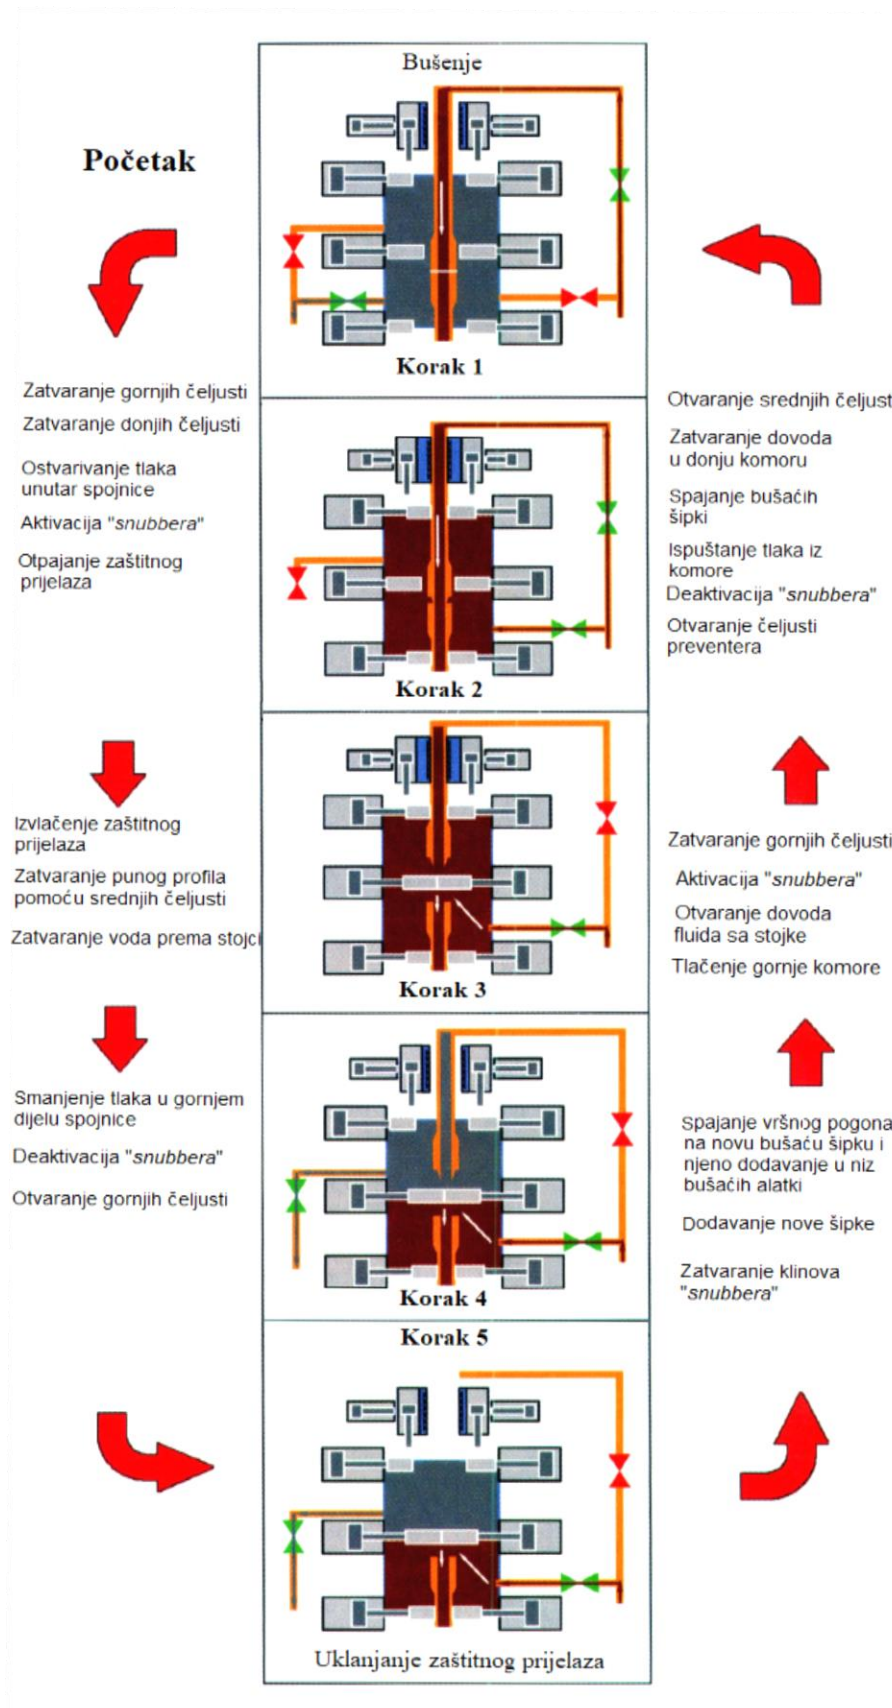 Bušenje
Početak
Korak 1
Zatvaranje gornjih čeljusti
Zatvaranje donjih čeljusti
Ostvarivanje tlaka
unutar spojnice
Aktivacija "snubbera"
Otpajanje zaštitnog
prijelaza
Otvaranje srednjih čeljust
Zatvaranje dovoda
u donju komoru
Spajanje bušaćih
šipki
Ispuštanje tlaka iz
komore
Deaktivacija "snubbera"
Otvaranje čeljusti
preventera
Korak 2
Izvlačenje zaštitnog
prijelaza
Zatvaranje punog profila
pomoću srednjih čeljusti
Zatvaranje voda prema stojci
Zatvaranje gornjih čeljusti
Aktivacija "snubbera"
Otvaranje dovoda
fluida sa stojke
Tlačenje gornje komore
Korak 3
Smanjenje tlaka u gornjem
dijelu spojnice
Deaktivacija "snubbera"
Otvaranje gornjih čeljusti
Spajanje vršnog pogona
na novu bušaću šipku i
njeno dodavanje u niz
bušaćih alatki
Dodavanje nove šipke
Zatvaranje klinova
"snubbera"
Korak 4
Korak 5
Uklanjanje zaštitnog prijelaza